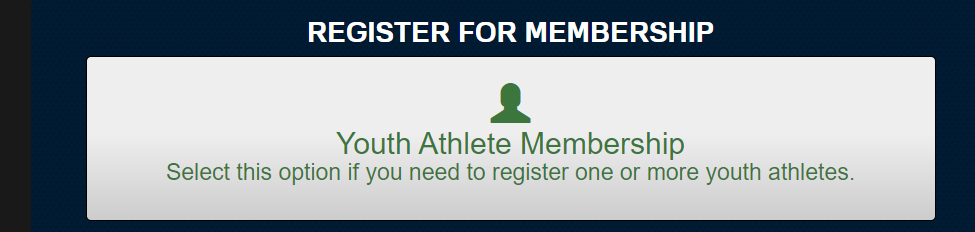 REGISTER FOR MEMBERSHIP
Youth Athlete Membership
Select this option if you need to register one or more youth athletes.